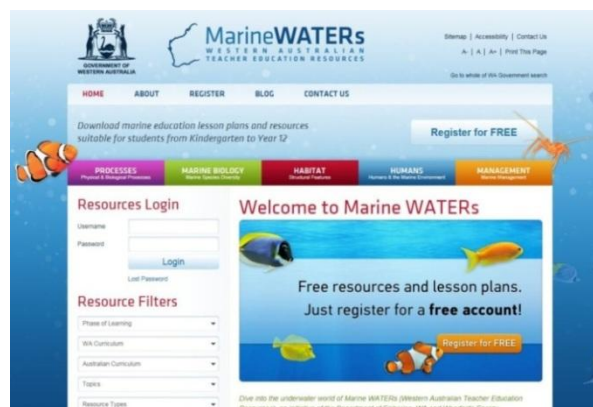 GOVERNMENT OF
WESTERN AUSTRALIA
MarineWATERs
WESTERN AUSTRALIAN
TEACHER EDUCATION RESOURCES
Sitemap | Accessibility | Contact Us
A- | A | A+ | Print This Page
Go to whole of WA Government search
HOME ABOUT REGISTER BLOG CONTACT US
Download marine education lesson plans and resources
suitable for students from Kindergarten to Year 12
Register for FREE
PROCESSES MARINE BIOLOGY HABITAT HUMANS MANAGEMENT
Physical & Biological Processes Marine Species Diversity Structural Features Humans & the Marine Environment Marine Management
Resources Login
Username
Password
Login
Lost Password
Resource Filters
Phase of Learning
WA Curriculum
Australian Curriculum
Topics
Resource Types
Welcome to Marine WATERs
Free resources and lesson plans.
Just register for a free account!
Register for FREE
Dive into the underwater world of Marine WATERs (Western Australian Teacher Education